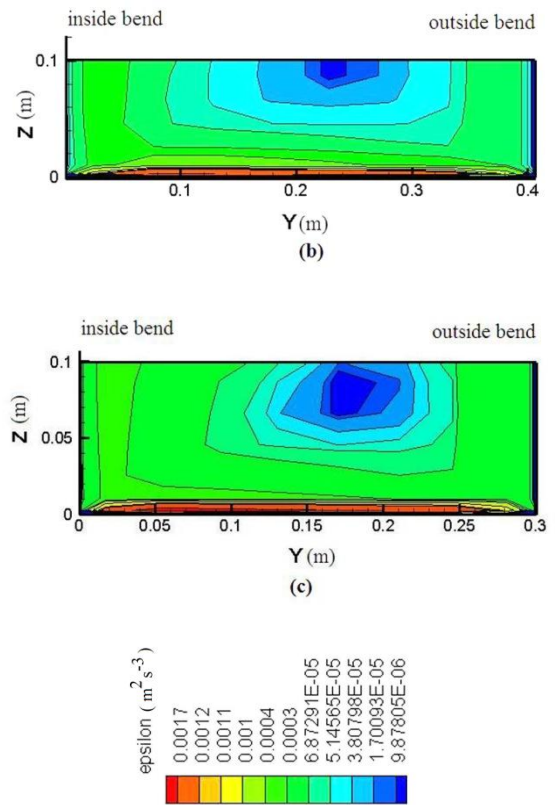 inside bend outside bend
0.1
Z (m)
0
0.1 0.2 0.3 0.4
Y (m)
(b)
inside bend outside bend
0.1
Z (m)
0.05
0
0 0.05 0.1 0.15 0.2 0.25 0.3
Y (m)
(c)
epsilon ( m² s⁻³ )
0.0017
0.0012
0.0011
0.001
0.0004
0.0003
6.87291E-05
5.14565E-05
3.80798E-05
1.70093E-05
9.87805E-06